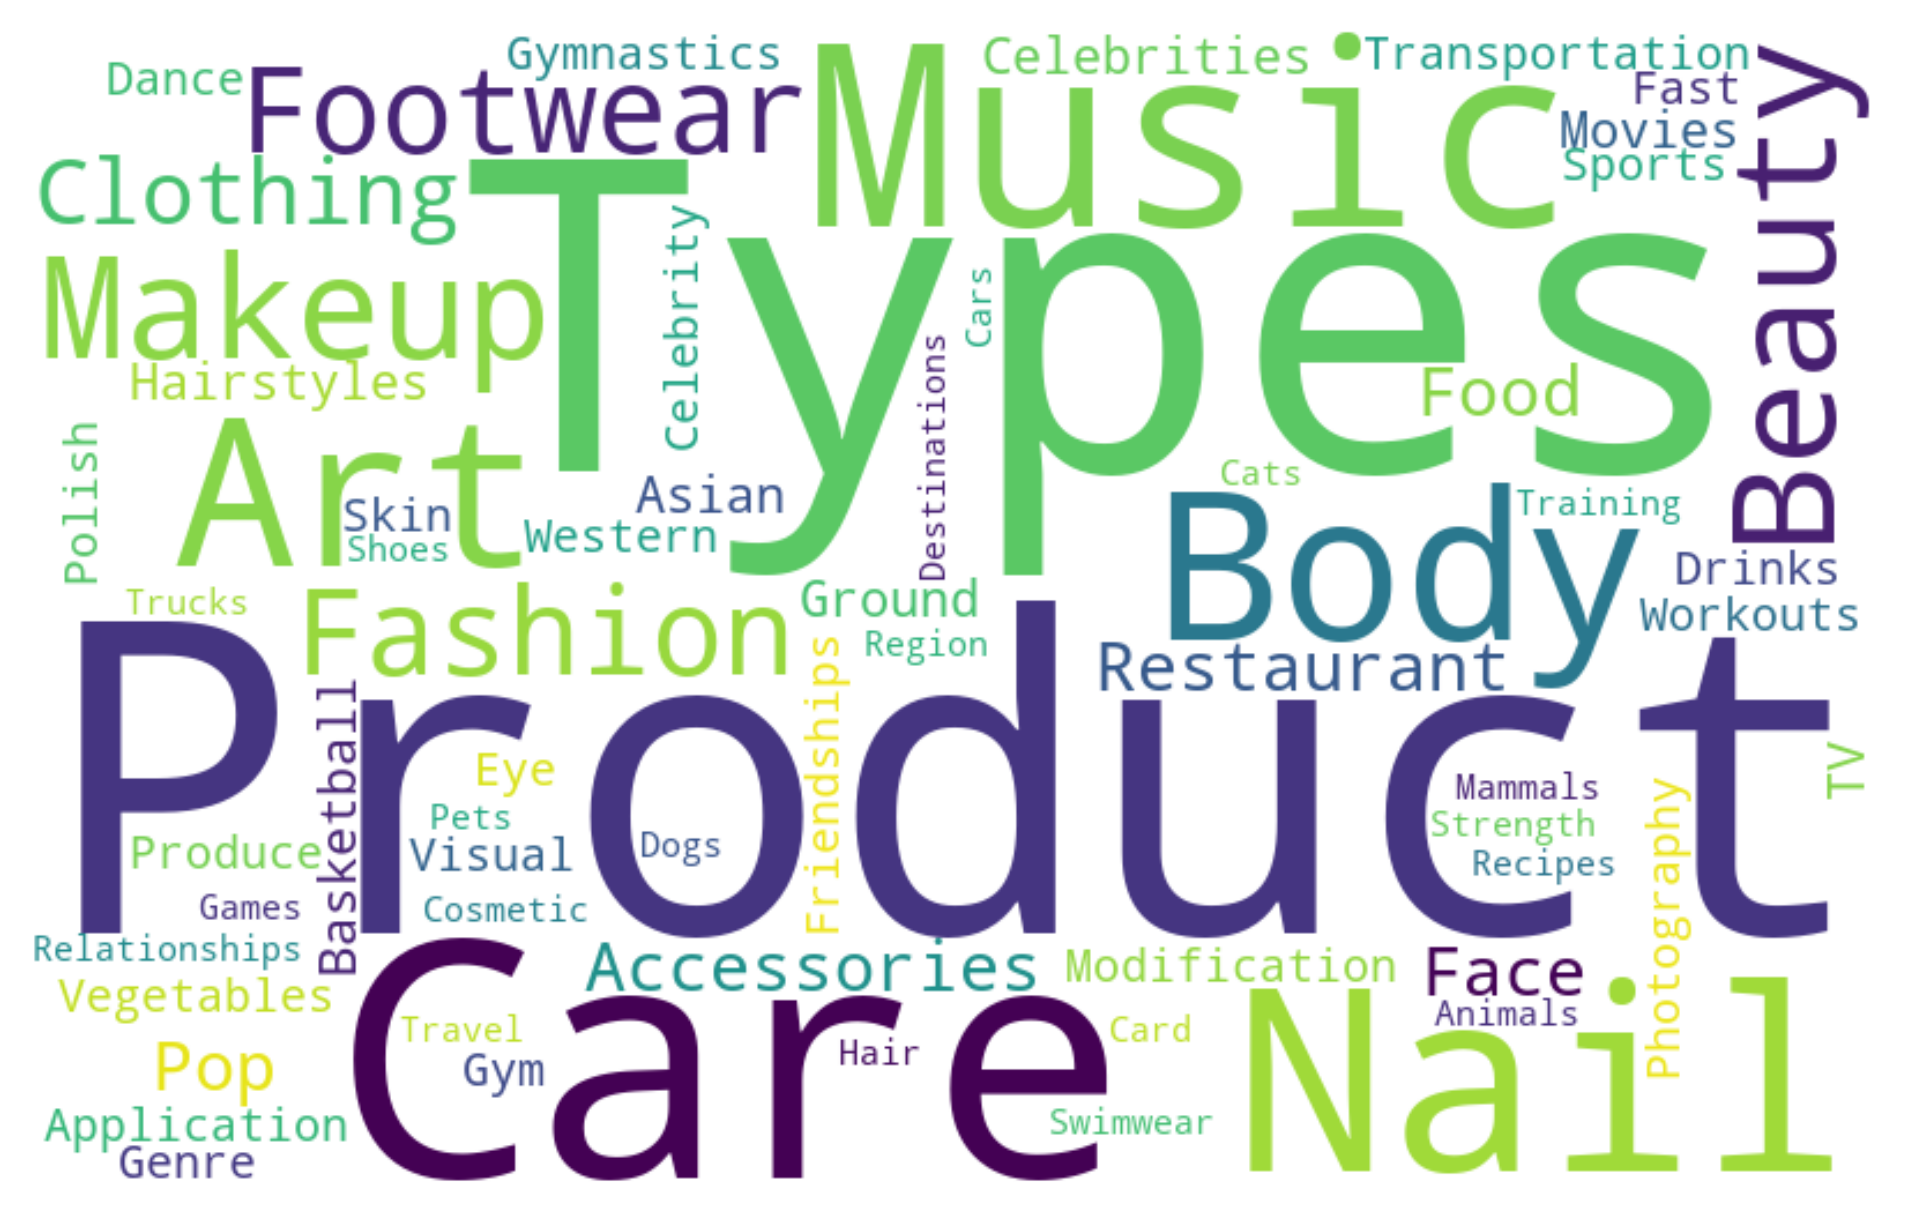 Gymnastics
Celebrities
Transportation
Dance
Footwear
Music
Fast
Movies
Sports
Beauty
Clothing
Types
Makeup
Celebrity
Cars
Hairstyles
Food
Destinations
Art
Polish
Skin
Shoes
Asian
Western
Cats
Body
Training
Drinks
Workouts
Trucks
Fashion
Ground
Region
Restaurant
Product
Basketball
Friendships
Eye
Pets
Visual
Dogs
Cosmetic
Produce
Games
Mammals
Strength
Recipes
Photography
TV
Relationships
Vegetables
Care
Accessories
Modification
Face
Animals
Nail
Travel
Gym
Hair
Card
Swimwear
Pop
Application
Genre